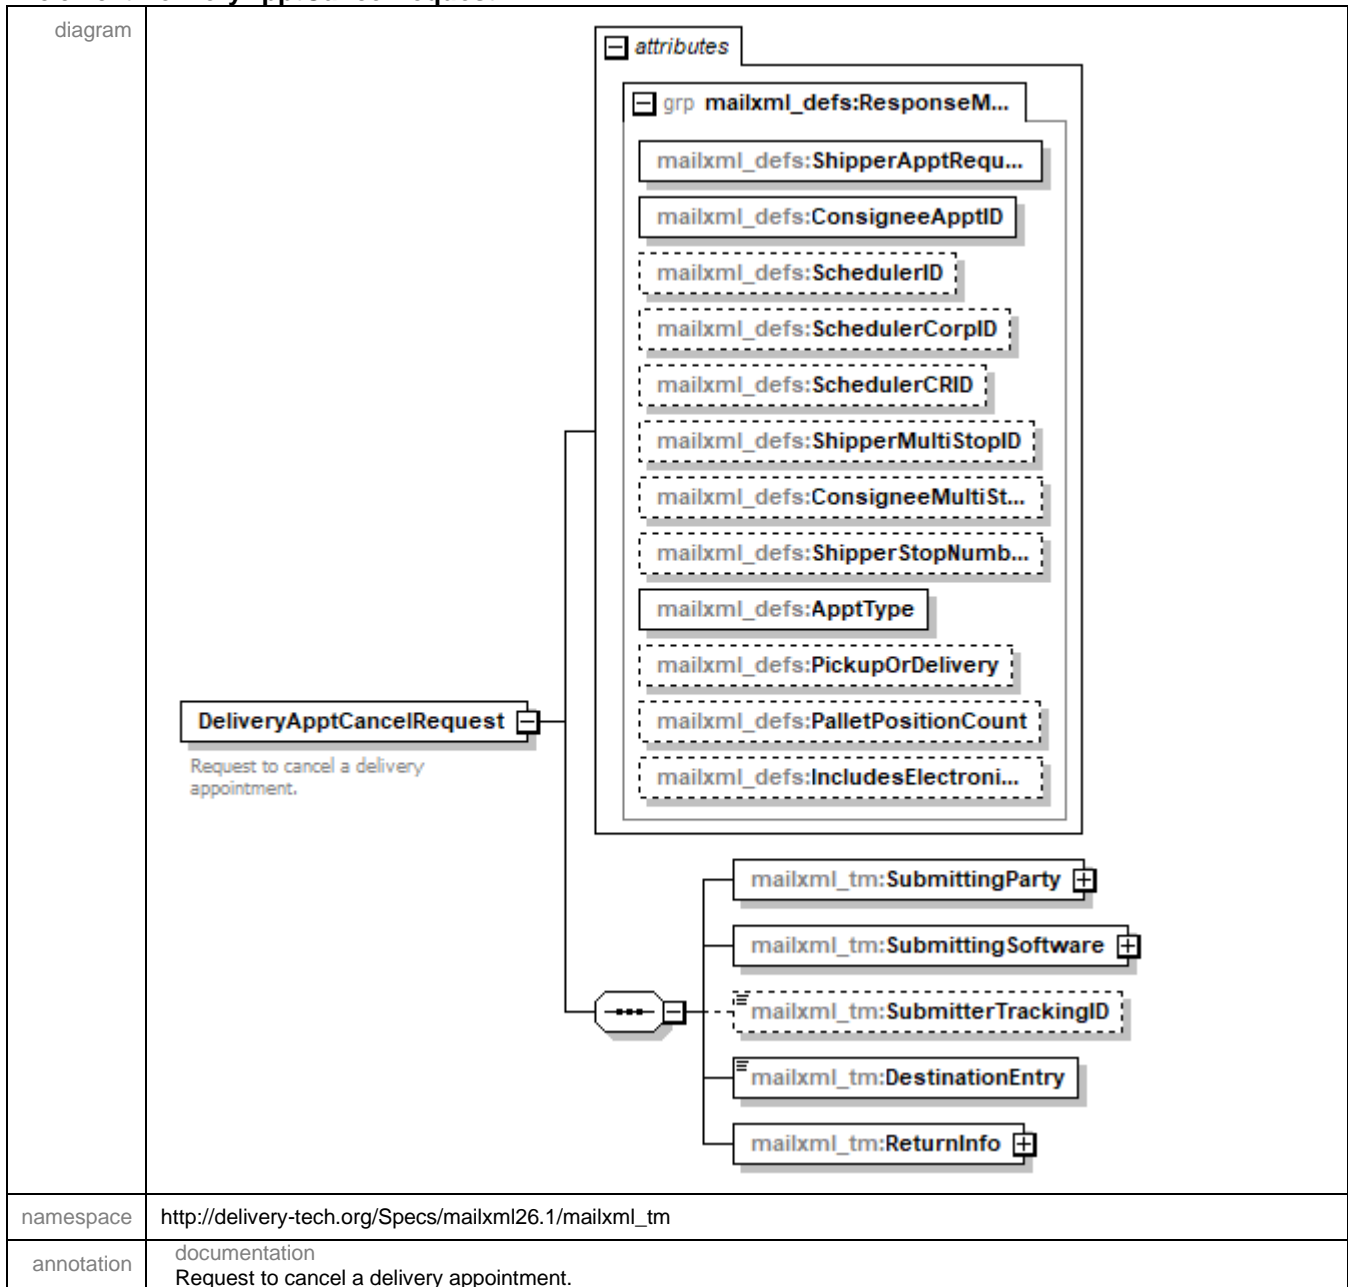 diagram
attributes
grp mailxml_defs:ResponseM...
mailxml_defs:ShipperApptRequ...
mailxml_defs:ConsigneeApptID
mailxml_defs:SchedulerID
mailxml_defs:SchedulerCorpID
mailxml_defs:SchedulerCRID
mailxml_defs:ShipperMultiStopID
mailxml_defs:ConsigneeMultiSt...
mailxml_defs:ShipperStopNumb...
mailxml_defs:ApptType
mailxml_defs:PickupOrDelivery
mailxml_defs:PalletPositionCount
mailxml_defs:IncludesElectroni...
DeliveryApptCancelRequest
Request to cancel a delivery
appointment.
mailxml_tm:SubmittingParty
mailxml_tm:SubmittingSoftware
mailxml_tm:SubmitterTrackingID
mailxml_tm:DestinationEntry
mailxml_tm:ReturnInfo
namespace http://delivery-tech.org/Specs/mailxml26.1/mailxml_tm
annotation documentation
Request to cancel a delivery appointment.